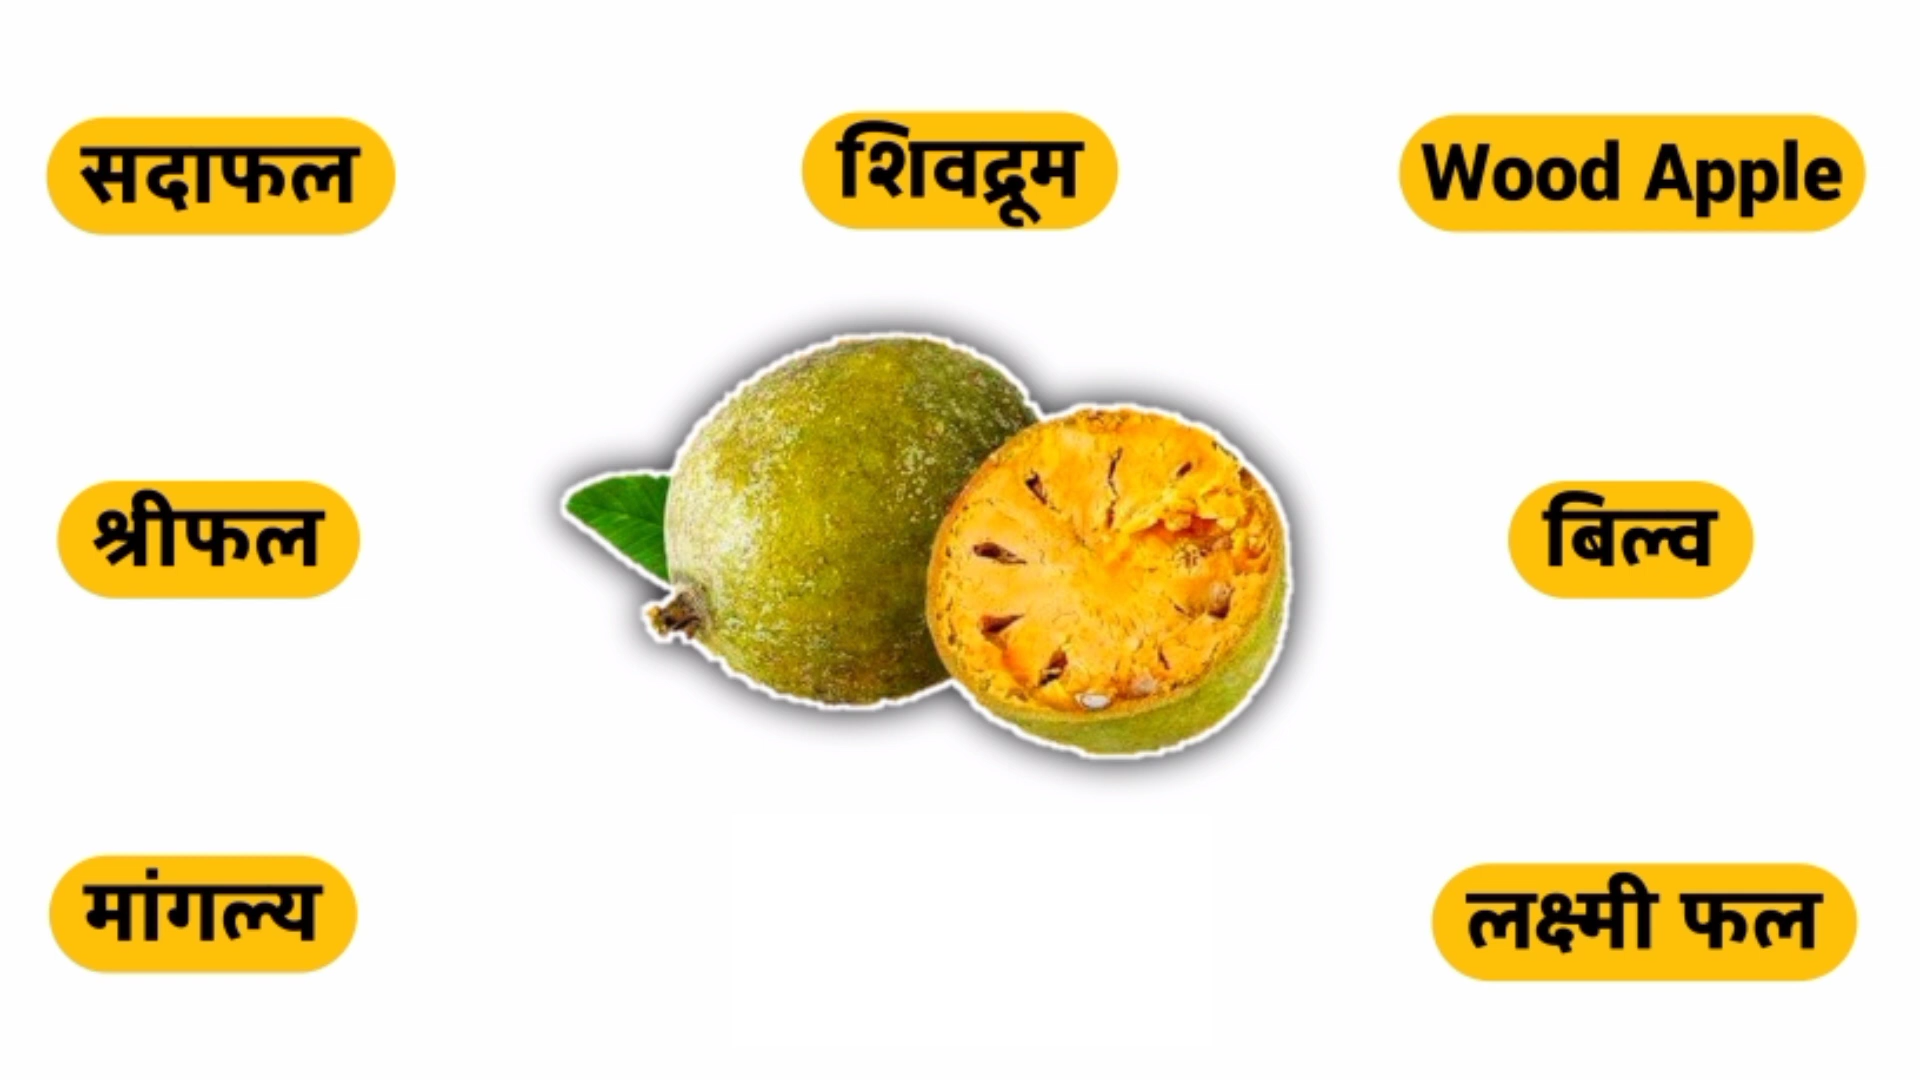 सदाफल
शिवद्रूम
Wood Apple
श्रीफल
बिल्व
मांगल्य
लक्ष्मी फल